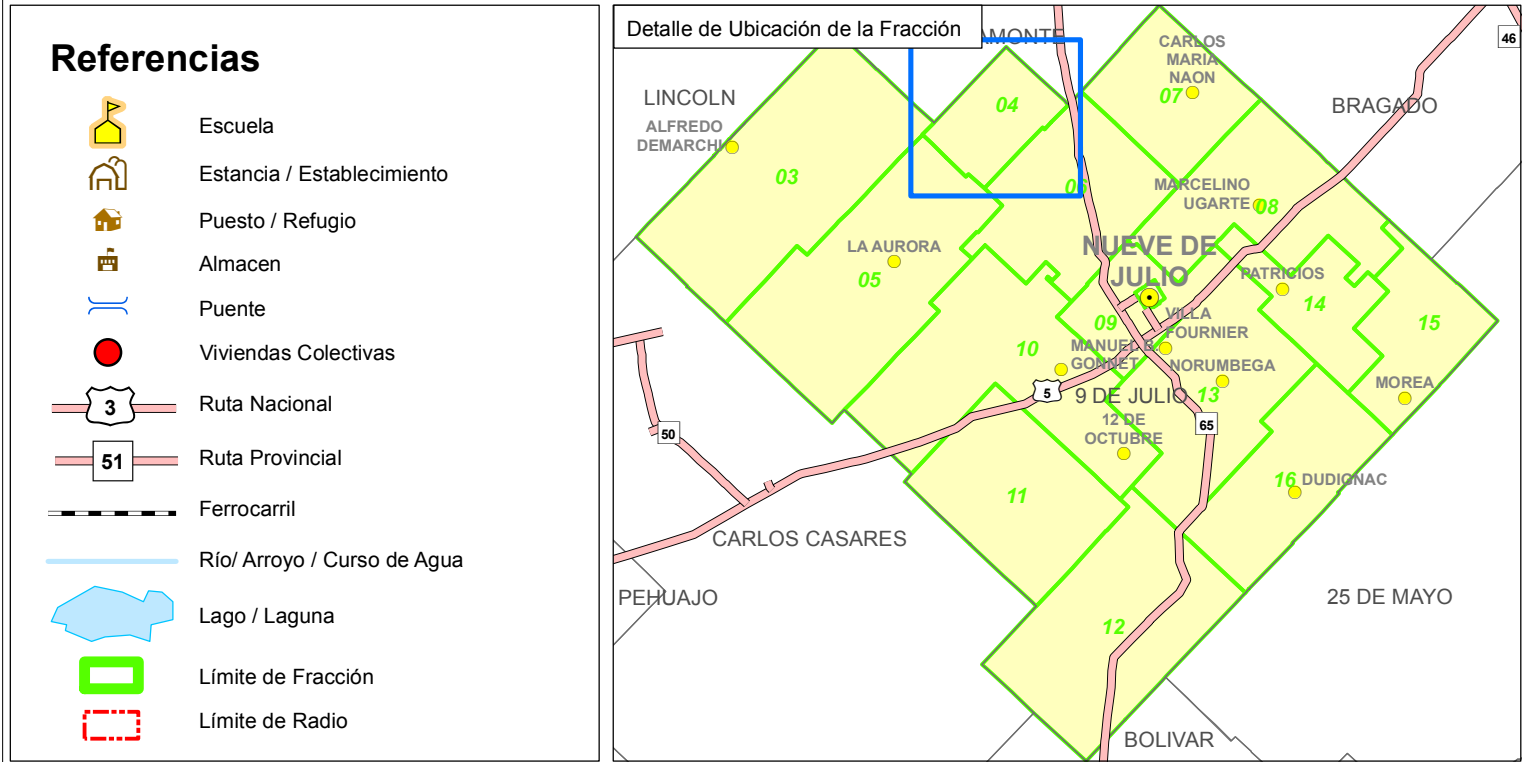 Referencias
Escuela
Estancia / Establecimiento
Puesto / Refugio
Almacen
Puente
Viviendas Colectivas
3
Ruta Nacional
51
Ruta Provincial
Ferrocarril
Río/ Arroyo / Curso de Agua
Lago / Laguna
Límite de Fracción
Límite de Radio
Detalle de Ubicación de la Fracción
AMONTE
46
CARLOS
MARIA
NAON
07
LINCOLN
04
BRAGADO
ALFREDO
DEMARCHI
03
06
MARCELINO
UGARTE
08
LA AURORA
05
NUEVE DE
JULIO
PATRICIOS
14
09
VILLA
FOURNIER
15
10
MANUEL B.
GONNET
NORUMBEGA
MOREA
5
9 DE JULIO
13
12 DE
OCTUBRE
65
50
11
16
DUDIGNAC
CARLOS CASARES
PEHUAJO
25 DE MAYO
12
BOLIVAR